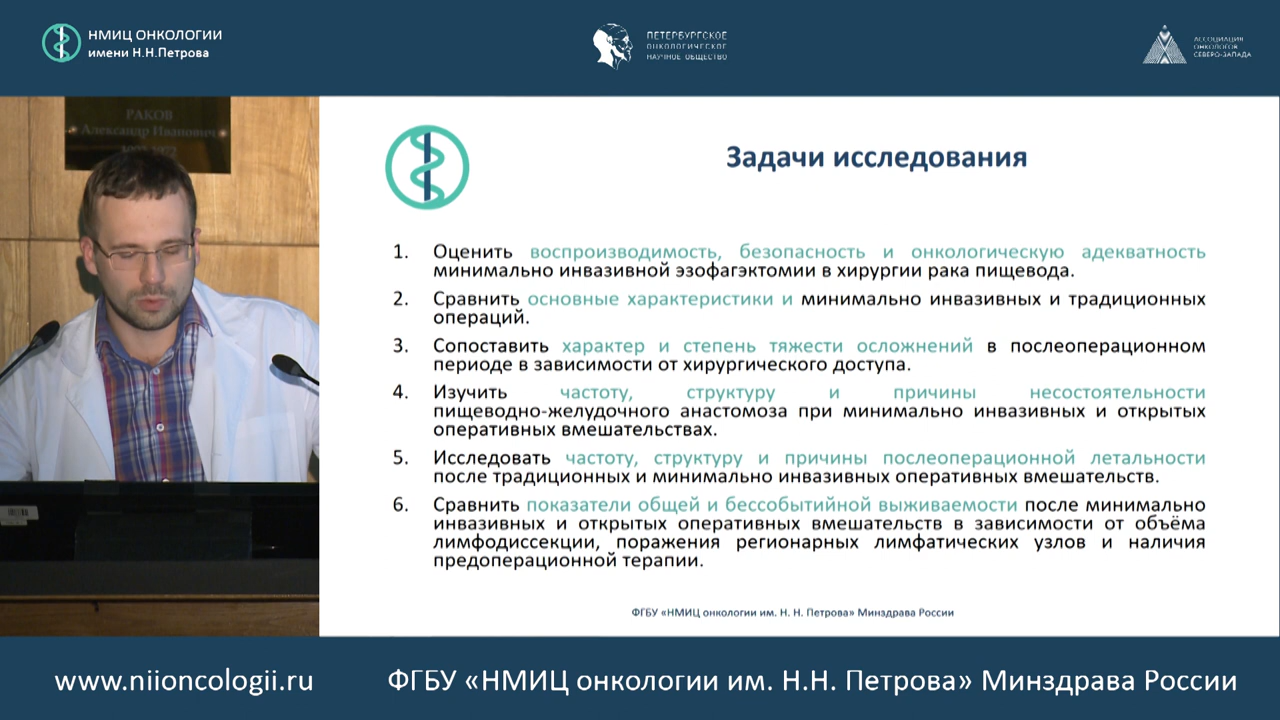 НМИЦ ОНКОЛОГИИ
имени Н.Н.Петрова
ПЕТЕРБУРГСКОЕ
ОНКОЛОГИЧЕСКОЕ
НАУЧНОЕ ОБЩЕСТВО
АССОЦИАЦИЯ
ОНКОЛОГОВ
СЕВЕРО-ЗАПАДА
РАКОВ
Александр Иванович
Задачи исследования
1. Оценить воспроизводимость, безопасность и онкологическую адекватность
минимально инвазивной эзофагэктомии в хирургии рака пищевода.
2. Сравнить основные характеристики и минимально инвазивных и традиционных
операций.
3. Сопоставить характер и степень тяжести осложнений в послеоперационном
периоде в зависимости от хирургического доступа.
4. Изучить частоту, структуру и причины несостоятельности
пищеводно-желудочного анастомоза при минимально инвазивных и открытых
оперативных вмешательствах.
5. Исследовать частоту, структуру и причины послеоперационной летальности
после традиционных и минимально инвазивных оперативных вмешательств.
6. Сравнить показатели общей и бессобытийной выживаемости после минимально
инвазивных и открытых оперативных вмешательств в зависимости от объёма
лимфодиссекции, поражения регионарных лимфатических узлов и наличия
предоперационной терапии.
ФГБУ «НМИЦ онкологии им. Н. Н. Петрова» Минздрава России
www.niioncologii.ru
ФГБУ «НМИЦ онкологии им. Н.Н. Петрова» Минздрава России